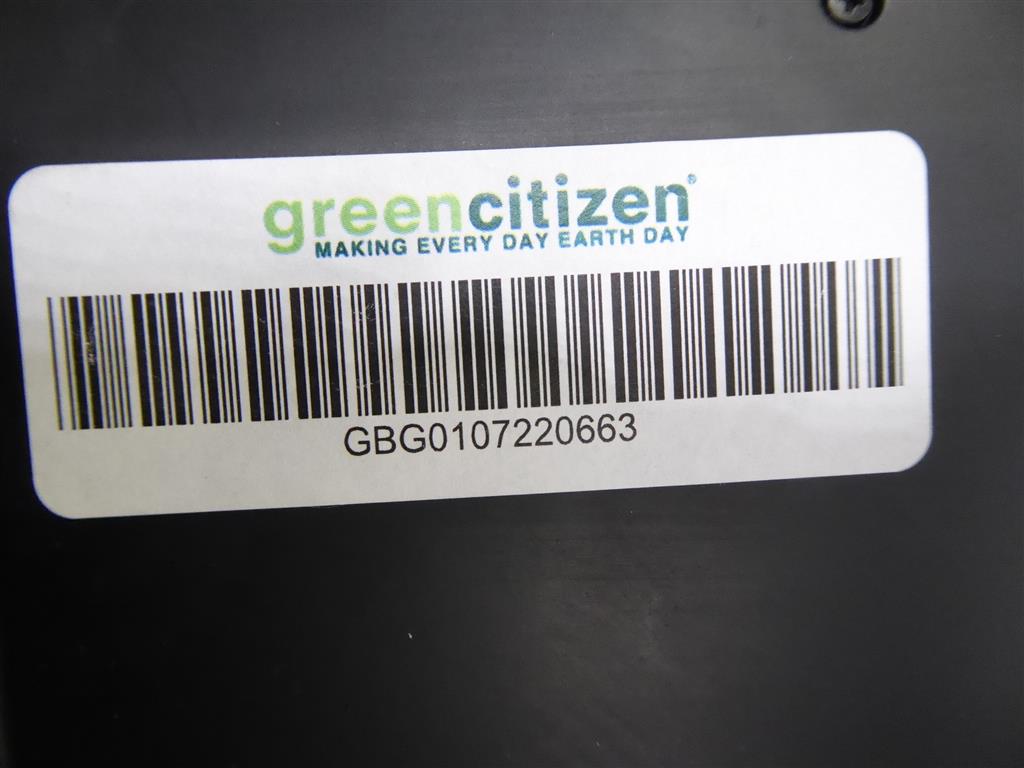 greencitizen®
MAKING EVERY DAY EARTH DAY
GBG0107220663